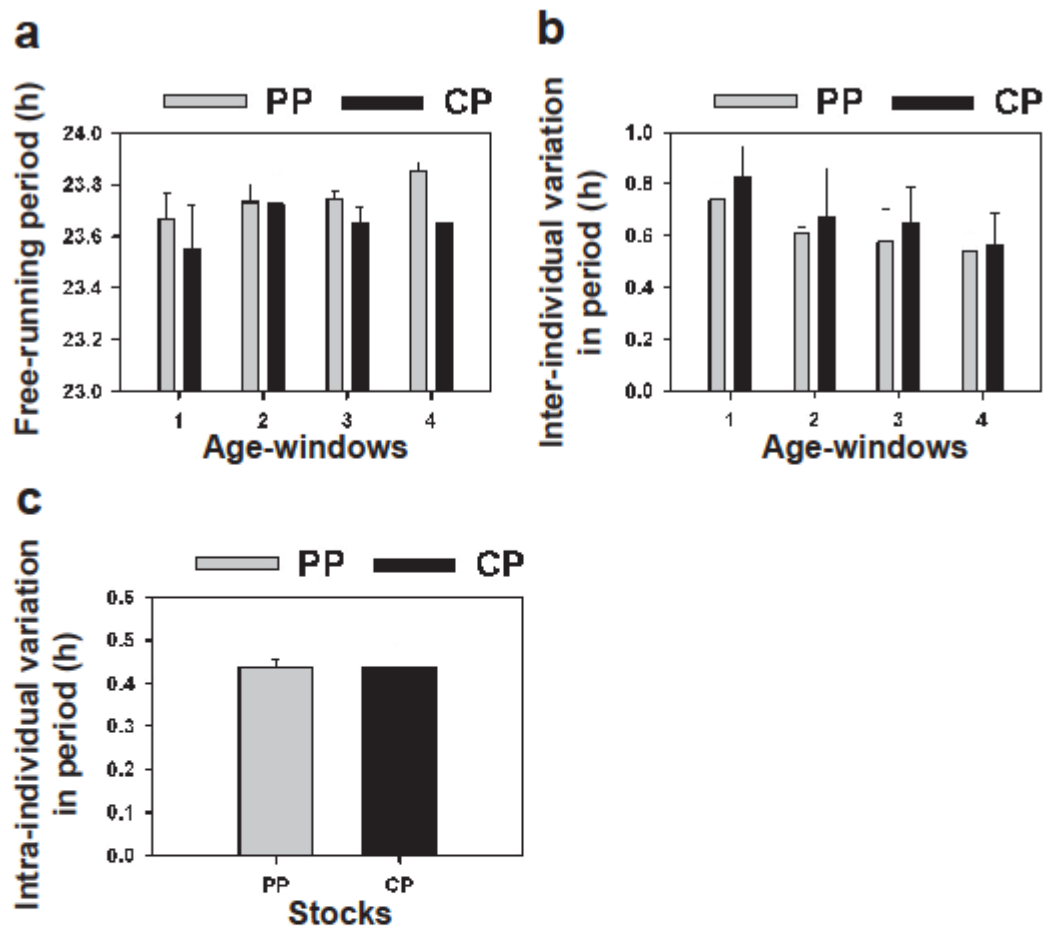 a
PP CP
Free-running period (h)
24.0
23.8
23.6
23.4
23.2
23.0
1 2 3 4
Age-windows
b
PP CP
Inter-individual variation
in period (h)
1.0
0.8
0.6
0.4
0.2
0.0
1 2 3 4
Age-windows
c
PP CP
Intra-individual variation
in period (h)
0.6
0.5
0.4
0.3
0.2
0.1
0.0
PP CP
Stocks